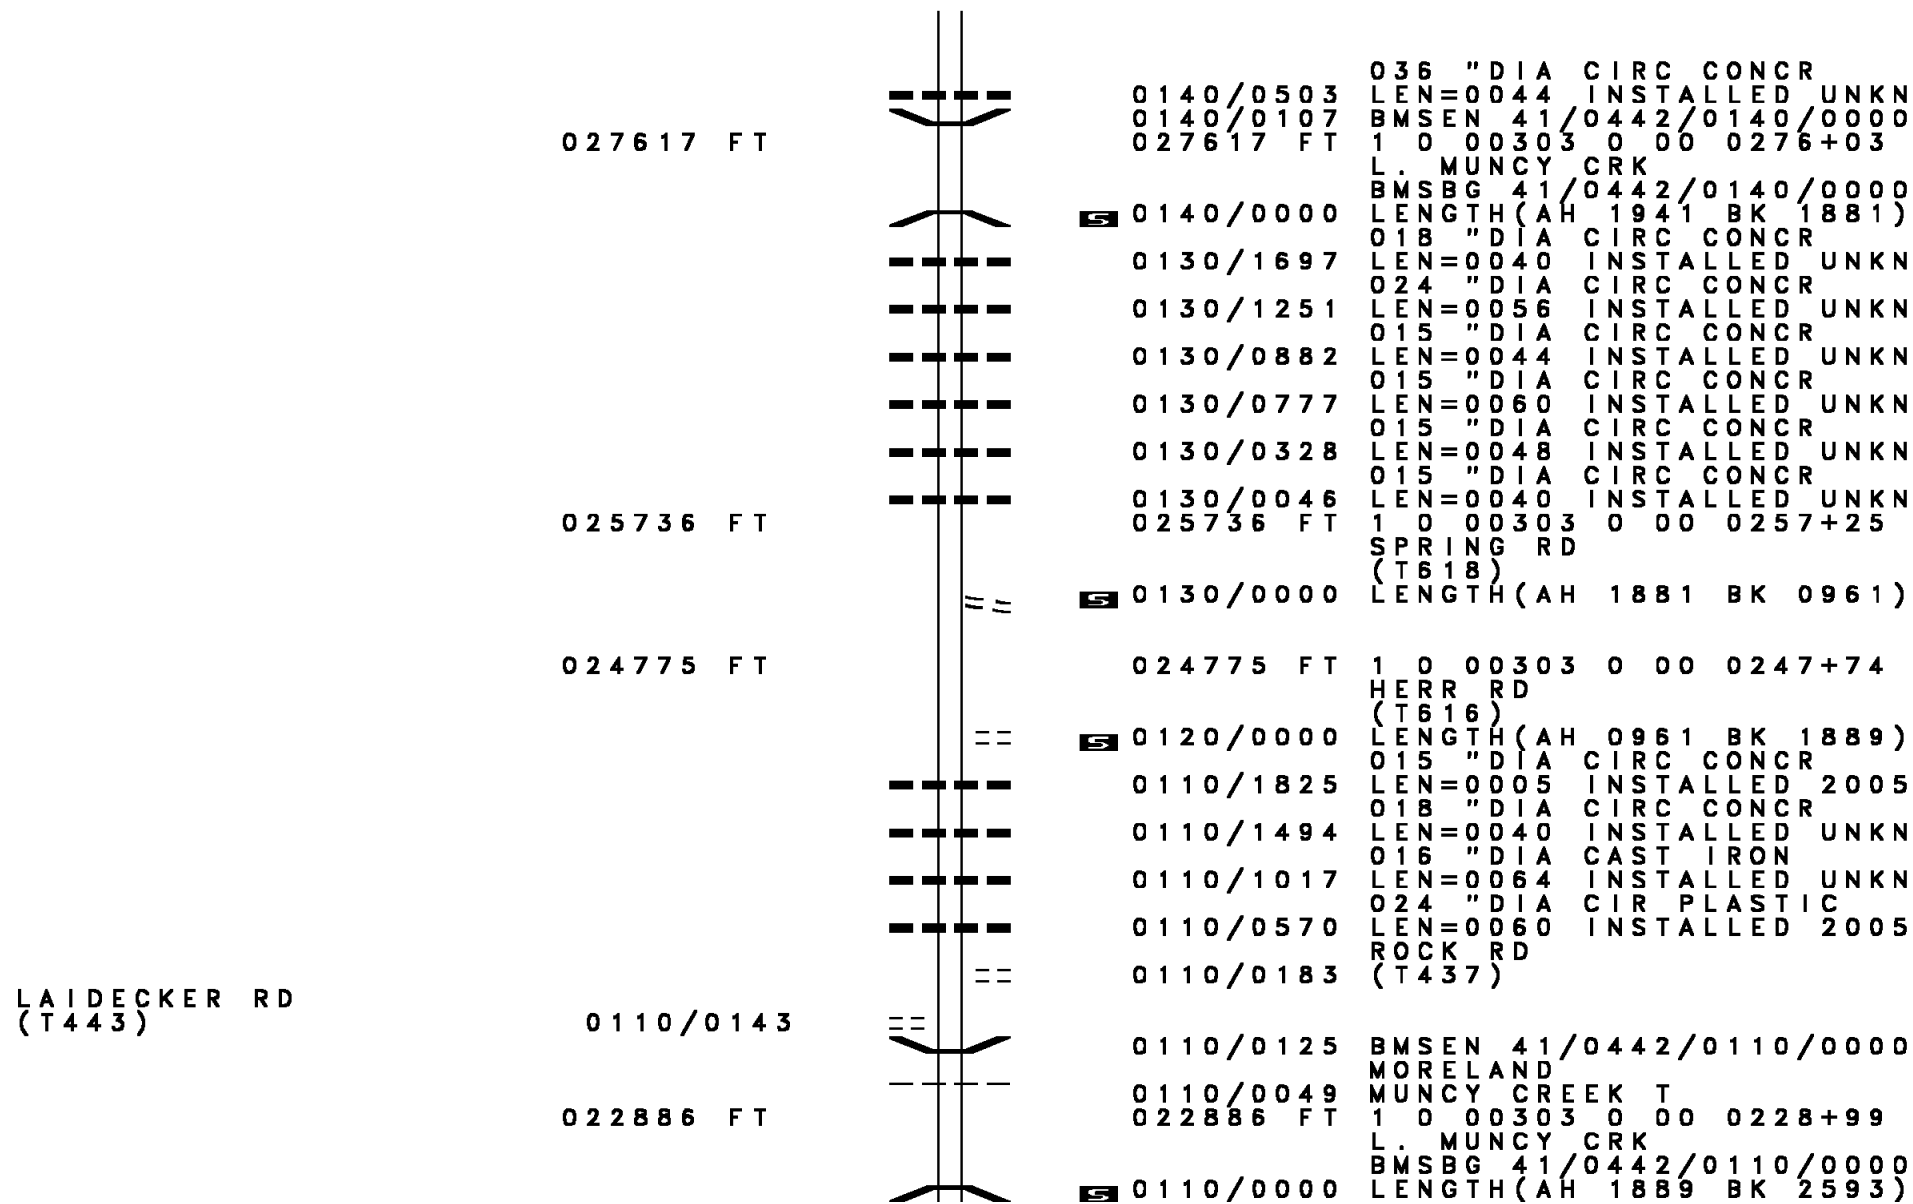 036 "DIA CIRC CONCR
0140/0503 LEN=0044 INSTALLED UNKN
0140/0107 BMSEN 41/0442/0140/0000
027617 FT 027617 FT 1 0 00303 0 00 0276+03
L. MUNCY CRK
BMSBG 41/0442/0140/0000
S 0140/0000 LENGTH(AH 1941 BK 1881)
018 "DIA CIRC CONCR
0130/1697 LEN=0040 INSTALLED UNKN
024 "DIA CIRC CONCR
0130/1251 LEN=0056 INSTALLED UNKN
015 "DIA CIRC CONCR
0130/0882 LEN=0044 INSTALLED UNKN
015 "DIA CIRC CONCR
0130/0777 LEN=0060 INSTALLED UNKN
015 "DIA CIRC CONCR
0130/0328 LEN=0048 INSTALLED UNKN
015 "DIA CIRC CONCR
0130/0046 LEN=0040 INSTALLED UNKN
025736 FT 025736 FT 1 0 00303 0 00 0257+25
SPRING RD
(T618)
S 0130/0000 LENGTH(AH 1881 BK 0961)
024775 FT 024775 FT 1 0 00303 0 00 0247+74
HERR RD
(T616)
S 0120/0000 LENGTH(AH 0961 BK 1889)
015 "DIA CIRC CONCR
0110/1825 LEN=0005 INSTALLED 2005
018 "DIA CIRC CONCR
0110/1494 LEN=0040 INSTALLED UNKN
016 "DIA CAST IRON
0110/1017 LEN=0064 INSTALLED UNKN
024 "DIA CIR PLASTIC
0110/0570 LEN=0060 INSTALLED 2005
ROCK RD
0110/0183 (T437)
LAIDECKER RD
(T443) 0110/0143
0110/0125 BMSEN 41/0442/0110/0000
MORELAND
0110/0049 MUNCY CREEK T
022886 FT 022886 FT 1 0 00303 0 00 0228+99
L. MUNCY CRK
BMSBG 41/0442/0110/0000
S 0110/0000 LENGTH(AH 1889 BK 2593)